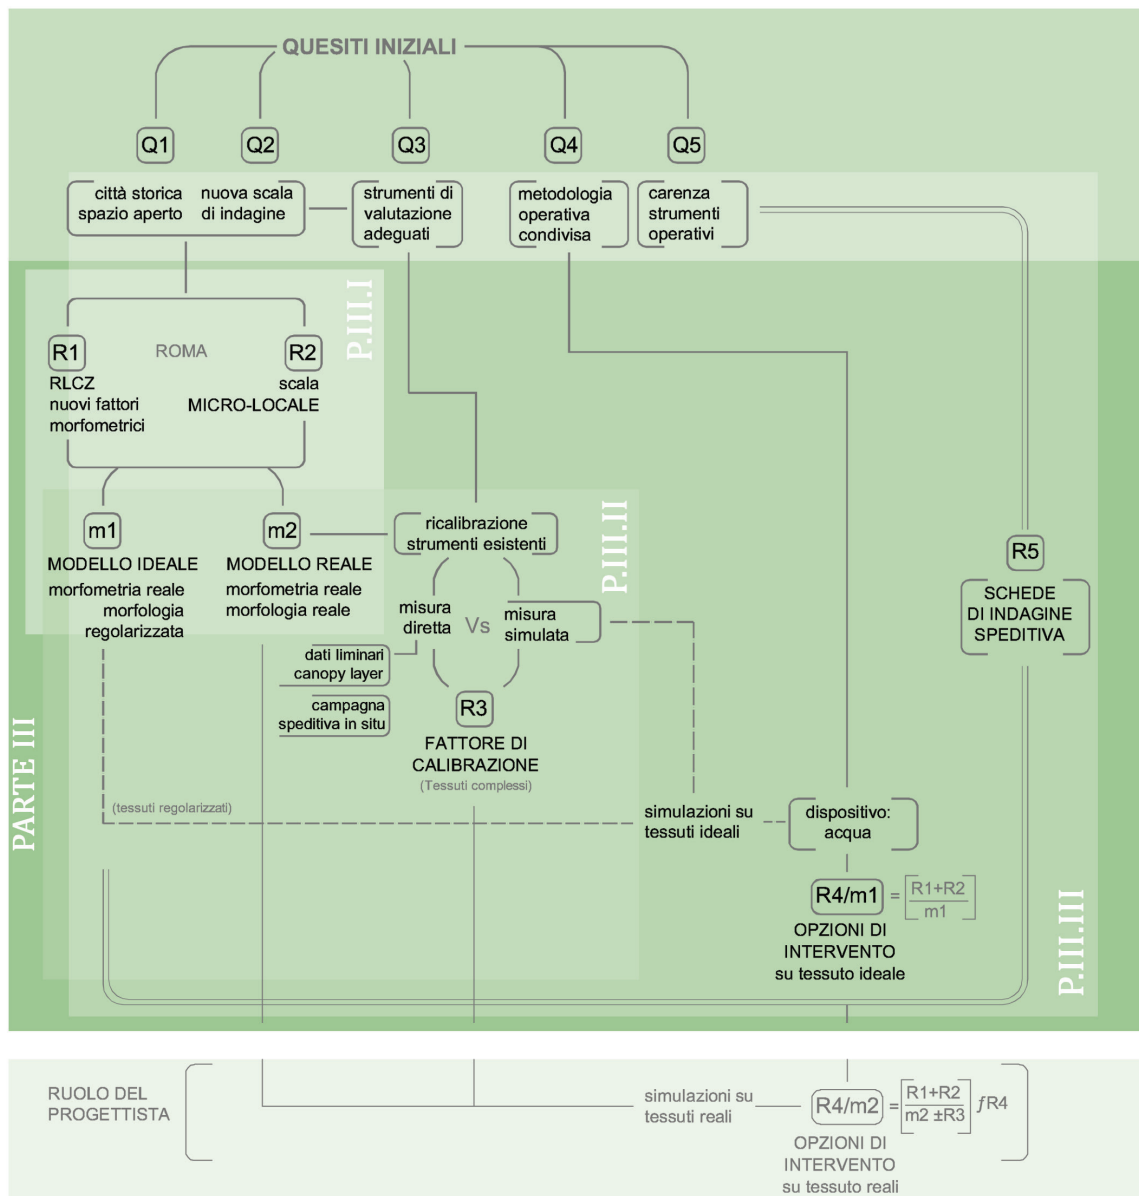 QUESITI INIZIALI
Q1
Q2
Q3
Q4
Q5
città storica
spazio aperto
nuova scala
di indagine
strumenti di
valutazione
adeguati
metodologia
operativa
condivisa
carenza
strumenti
operativi
P.III.I
R1
ROMA
R2
RLCZ
nuovi fattori
morfometrici
scala
MICRO-LOCALE
m1
m2
MODELLO IDEALE
morfometria reale
morfologia
regolarizzata
MODELLO REALE
morfometria reale
morfologia reale
ricalibrazione
strumenti esistenti
P.III.II
misura
diretta
Vs
misura
simulata
dati liminari
canopy layer
campagna
speditiva in situ
R3
FATTORE DI
CALIBRAZIONE
(Tessuti complessi)
R5
SCHEDE
DI INDAGINE
SPEDITIVA
PARTE III
(tessuti regolarizzati)
simulazioni su
tessuti ideali
dispositivo:
acqua
R4/m1 = [R1+R2
m1]
OPZIONI DI
INTERVENTO
su tessuto ideale
P.III.III
RUOLO DEL
PROGETTISTA
simulazioni su
tessuti reali
R4/m2 = [R1+R2
m2 ±R3] ƒR4
OPZIONI DI
INTERVENTO
su tessuto reali